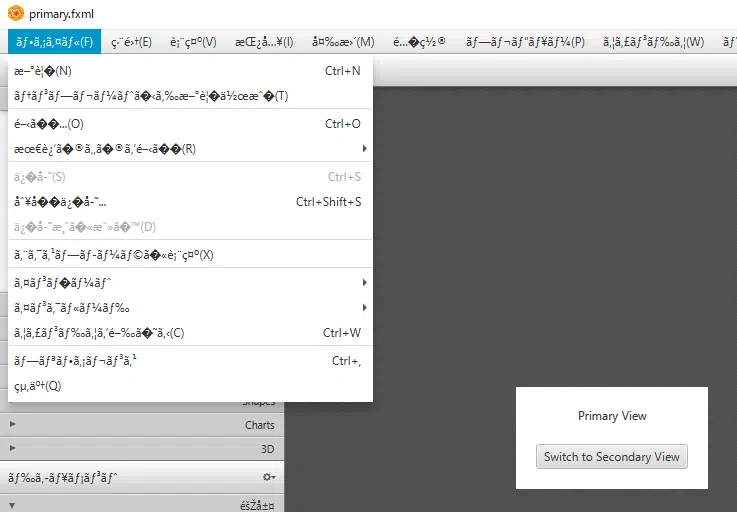 primary.fxml
ãƒ•ã‚¡ã‚¤ãƒ«(F) ç·¨é›†(E) è¡¨ç¤º(V) æŒ¿å…¥(I) å¤‰æ›´(M) é…�ç½® ãƒ—ãƒ¬ãƒ“ãƒ¥ãƒ¼(P) ã‚¦ã‚£ãƒ³ãƒ‰ã‚¦(W)
æ–°è¦�(N) Ctrl+N
ãƒ†ãƒ³ãƒ—ãƒ¬ãƒ¼ãƒˆã�‹ã‚‰æ–°è¦�ä½œæˆ�(T)
é–‹ã��...(O) Ctrl+O
æœ€è¿‘ã�®ã‚‚ã�®ã‚’é–‹ã��(R)
ä¿�å­˜(S) Ctrl+S
åˆ¥å��ä¿�å­˜... Ctrl+Shift+S
ä¿�å­˜æ¸ˆã�«æˆ»ã�™(D)
ã‚¨ã‚¯ã‚¹ãƒ—ãƒ­ãƒ¼ãƒ©ã�«è¡¨ç¤º(X)
ã‚¤ãƒ³ãƒ�ãƒ¼ãƒˆ
ã‚¤ãƒ³ã‚¯ãƒ«ãƒ¼ãƒ‰
ã‚¦ã‚£ãƒ³ãƒ‰ã‚¦ã‚’é–‰ã�˜ã‚‹(C) Ctrl+W
ãƒ—ãƒªãƒ•ã‚¡ãƒ¬ãƒ³ã‚¹ Ctrl+,
çµ‚äº†(Q)
Shapes
Charts
3D
ãƒ‰ã‚­ãƒ¥ãƒ¡ãƒ³ãƒˆ
éšŽå±¤
Primary View
Switch to Secondary View